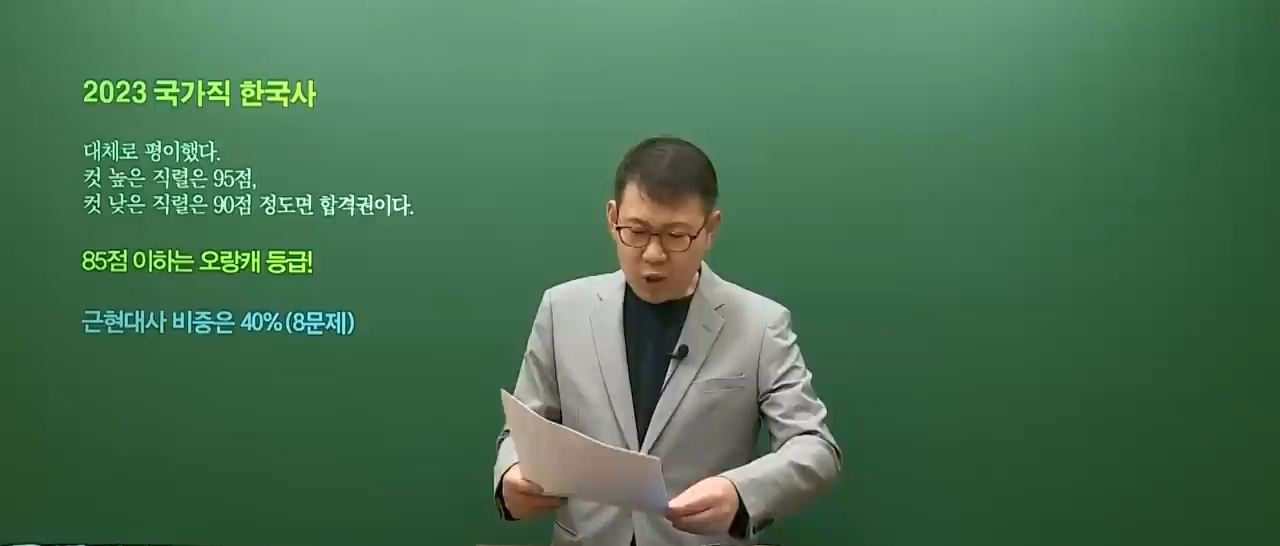 2023 국가직 한국사
대체로 평이했다.
컷 높은 직렬은 95점,
컷 낮은 직렬은 90점 정도면 합격권이다.
85점 이하는 오랑캐 등급!
근현대사 비중은 40%(8문제)